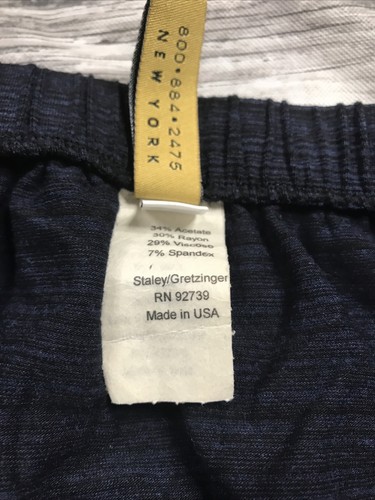 800•884•2475
NEW YORK
34% Acetate
30% Rayon
29% Viscose
7% Spandex
Staley/Gretzinger
RN 92739
Made in USA